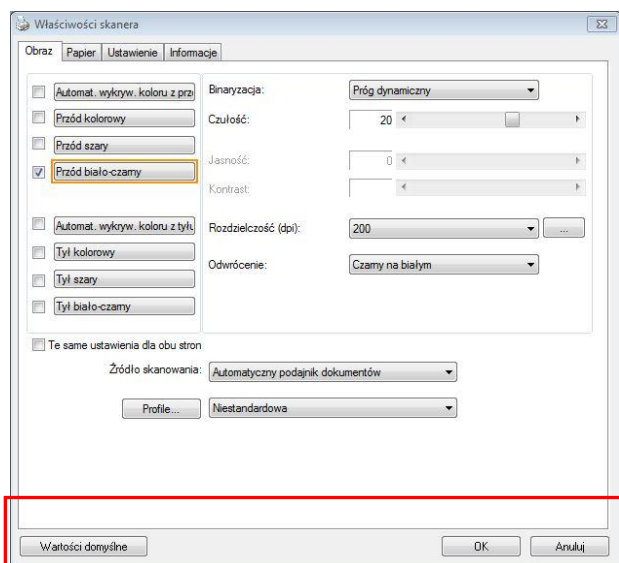 Właściwości skanera
Obraz Papier Ustawienie Informacje
Automat. wykryw. koloru z prze
Przód kolorowy
Przód szary
Przód biało-czarny
Automat. wykryw. koloru z tyłu
Tył kolorowy
Tył szary
Tył biało-czarny
Binaryzacja: Próg dynamiczny
Czułość: 20
Jasność: 0
Kontrast:
Rozdzielczość (dpi): 200 ...
Odwrócenie: Czarny na białym
Te same ustawienia dla obu stron
Źródło skanowania: Automatyczny podajnik dokumentów
Profile... Niestandardowa
Wartości domyślne OK Anuluj